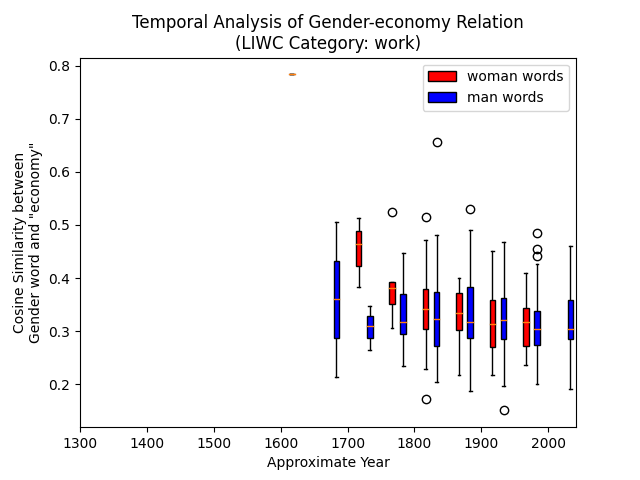 Temporal Analysis of Gender-economy Relation
(LIWC Category: work)
woman words
man words
Cosine Similarity between
Gender word and "economy"
0.8
0.7
0.6
0.5
0.4
0.3
0.2
1300 1400 1500 1600 1700 1800 1900 2000
Approximate Year